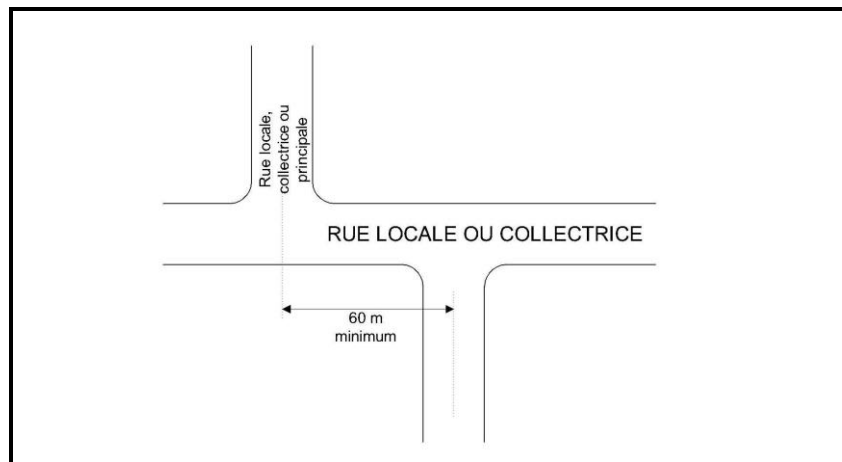 Rue locale,
collectrice ou
principale
RUE LOCALE OU COLLECTRICE
60 m
minimum